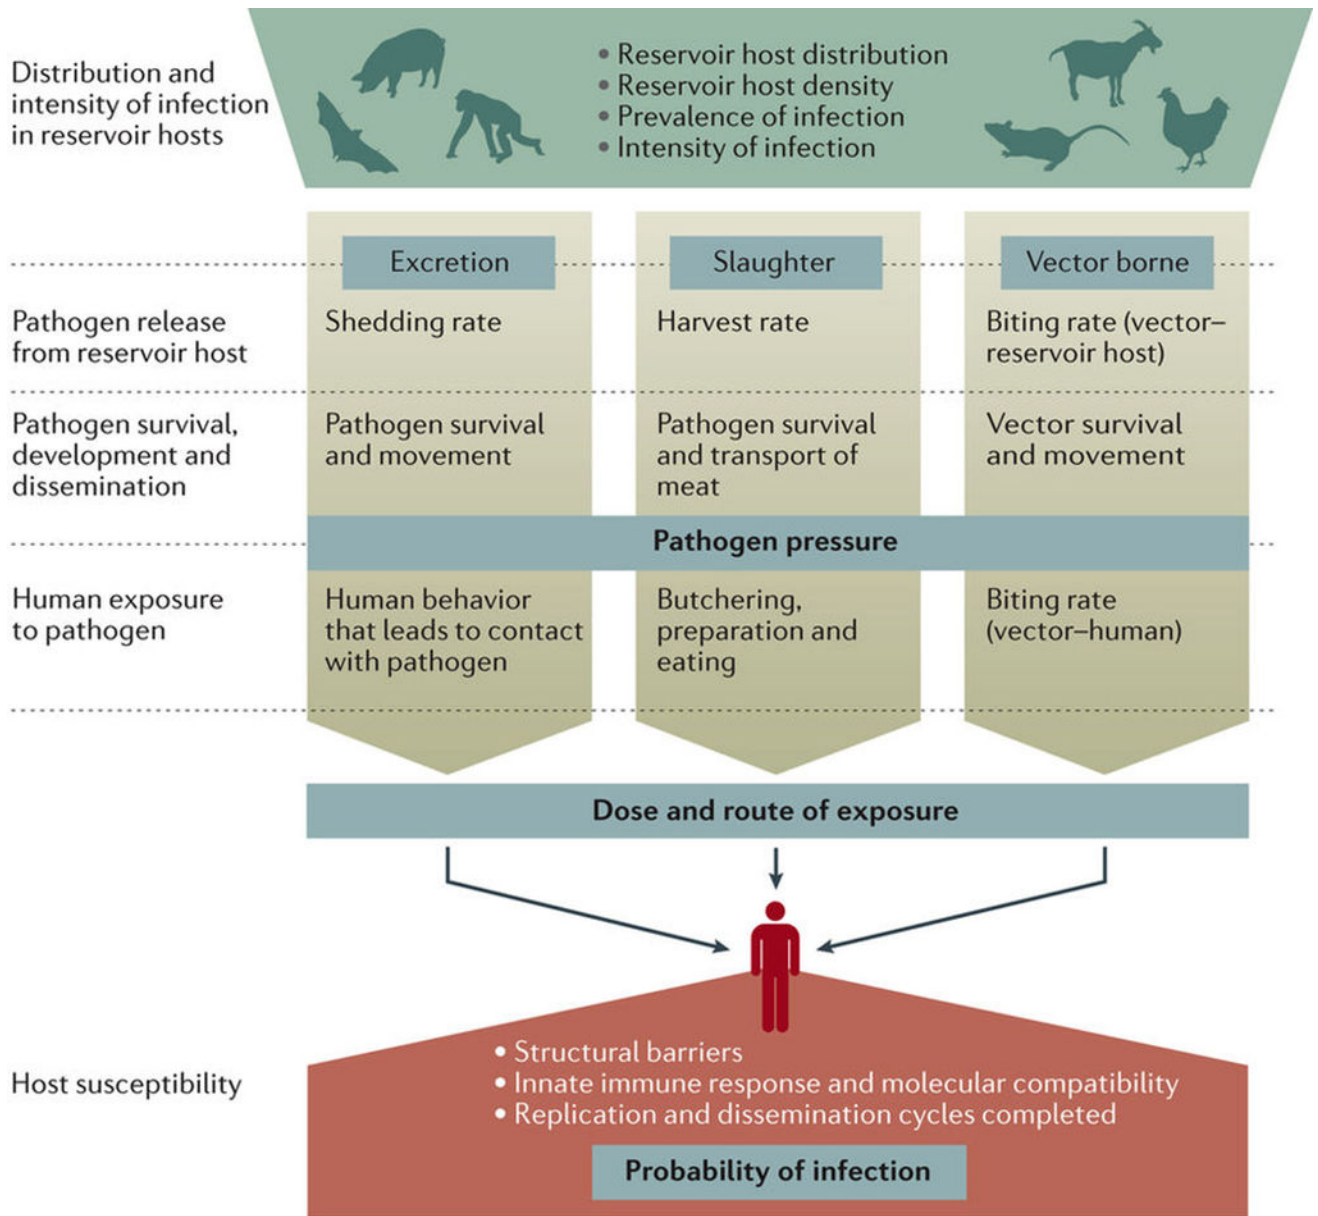 Distribution and
intensity of infection
in reservoir hosts
• Reservoir host distribution
• Reservoir host density
• Prevalence of infection
• Intensity of infection
Excretion
Slaughter
Vector borne
Pathogen release
from reservoir host
Shedding rate
Harvest rate
Biting rate (vector–
reservoir host)
Pathogen survival,
development and
dissemination
Pathogen survival
and movement
Pathogen survival
and transport of
meat
Vector survival
and movement
Pathogen pressure
Human exposure
to pathogen
Human behavior
that leads to contact
with pathogen
Butchering,
preparation and
eating
Biting rate
(vector–human)
Dose and route of exposure
Host susceptibility
• Structural barriers
• Innate immune response and molecular compatibility
• Replication and dissemination cycles completed
Probability of infection